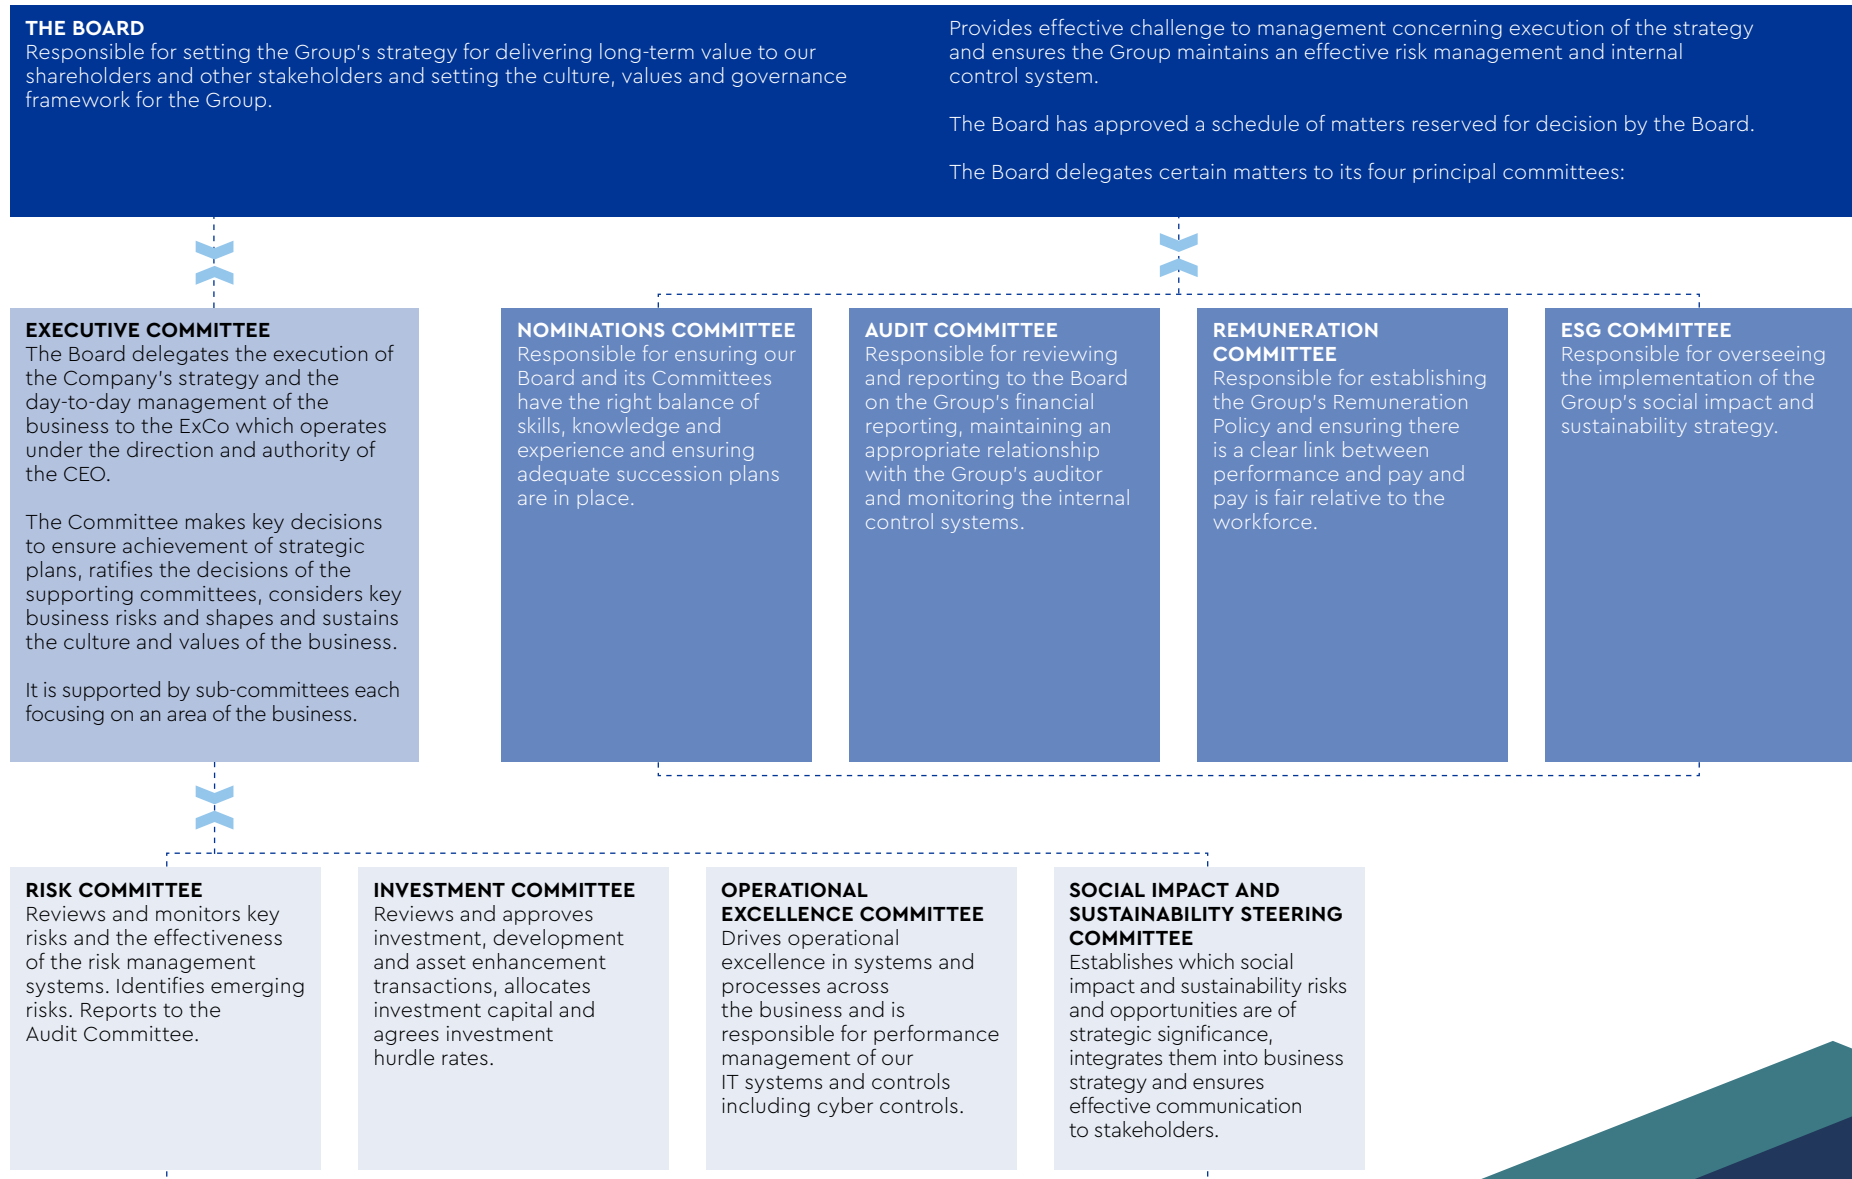 THE BOARD
Responsible for setting the Group's strategy for delivering long-term value to our
shareholders and other stakeholders and setting the culture, values and governance
framework for the Group.
Provides effective challenge to management concerning execution of the strategy
and ensures the Group maintains an effective risk management and internal
control system.
The Board has approved a schedule of matters reserved for decision by the Board.
The Board delegates certain matters to its four principal committees:
EXECUTIVE COMMITTEE
The Board delegates the execution of
the Company's strategy and the
day-to-day management of the
business to the ExCo which operates
under the direction and authority of
the CEO.
The Committee makes key decisions
to ensure achievement of strategic
plans, ratifies the decisions of the
supporting committees, considers key
business risks and shapes and sustains
the culture and values of the business.
It is supported by sub-committees each
focusing on an area of the business.
NOMINATIONS COMMITTEE
Responsible for ensuring our
Board and its Committees
have the right balance of
skills, knowledge and
experience and ensuring
adequate succession plans
are in place.
AUDIT COMMITTEE
Responsible for reviewing
and reporting to the Board
on the Group's financial
reporting, maintaining an
appropriate relationship
with the Group's auditor
and monitoring the internal
control systems.
REMUNERATION
COMMITTEE
Responsible for establishing
the Group's Remuneration
Policy and ensuring there
is a clear link between
performance and pay and
pay is fair relative to the
workforce.
ESG COMMITTEE
Responsible for overseeing
the implementation of the
Group's social impact and
sustainability strategy.
RISK COMMITTEE
Reviews and monitors key
risks and the effectiveness
of the risk management
systems. Identifies emerging
risks. Reports to the
Audit Committee.
INVESTMENT COMMITTEE
Reviews and approves
investment, development
and asset enhancement
transactions, allocates
investment capital and
agrees investment
hurdle rates.
OPERATIONAL
EXCELLENCE COMMITTEE
Drives operational
excellence in systems and
processes across
the business and is
responsible for performance
management of our
IT systems and controls
including cyber controls.
SOCIAL IMPACT AND
SUSTAINABILITY STEERING
COMMITTEE
Establishes which social
impact and sustainability risks
and opportunities are of
strategic significance,
integrates them into business
strategy and ensures
effective communication
to stakeholders.